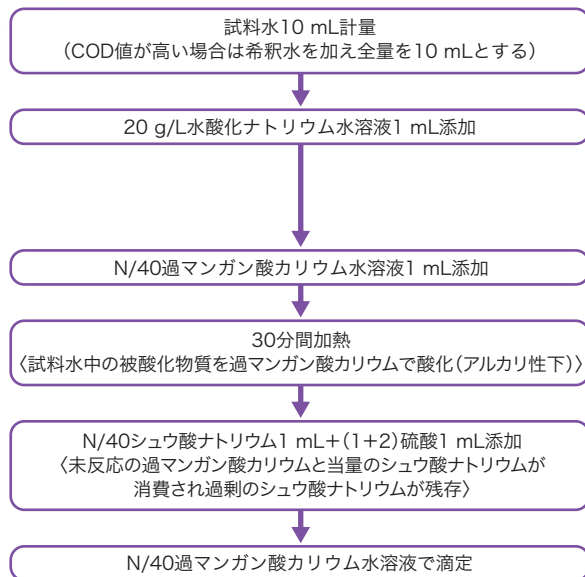 試料水10 mL計量
（COD値が高い場合は希釈水を加え全量を10 mLとする）
20 g/L水酸化ナトリウム水溶液1 mL添加
N/40過マンガン酸カリウム水溶液1 mL添加
30分間加熱
〈試料水中の被酸化物質を過マンガン酸カリウムで酸化（アルカリ性下）〉
N/40シュウ酸ナトリウム1 mL＋（1＋2）硫酸1 mL添加
〈未反応の過マンガン酸カリウムと当量のシュウ酸ナトリウムが
消費され過剰のシュウ酸ナトリウムが残存〉
N/40過マンガン酸カリウム水溶液で滴定